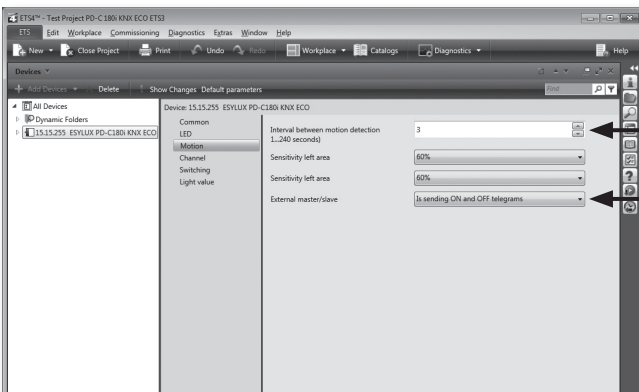 ETS4™ - Test Project PD-C 180i KNX ECO ETS3
ETS Edit Workplace Commissioning Diagnostics Extras Window Help
New Close Project Print Undo Redo Workplace Catalogs Diagnostics Help
Devices
Add Devices Delete Show Changes Default parameters Find
All Devices
Dynamic Folders
15.15.255 ESYLUX PD-C180i KNX ECO
Device: 15.15.255 ESYLUX PD-C180i KNX ECO
Common
LED
Motion
Channel
Switching
Light value
Interval between motion detection 3
1...240 seconds)
Sensitivity left area 60%
Sensitivity left area 60%
External master/slave Is sending ON and OFF telegrams